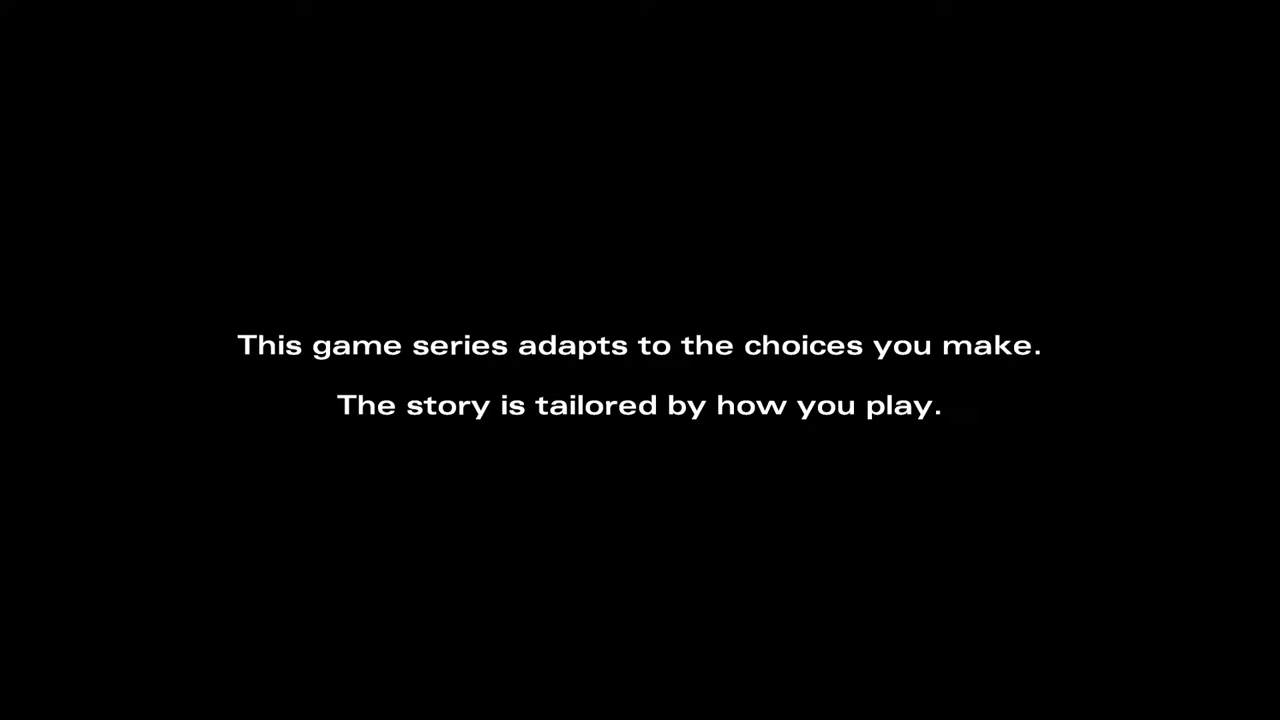 This game series adapts to the choices you make.
The story is tailored by how you play.